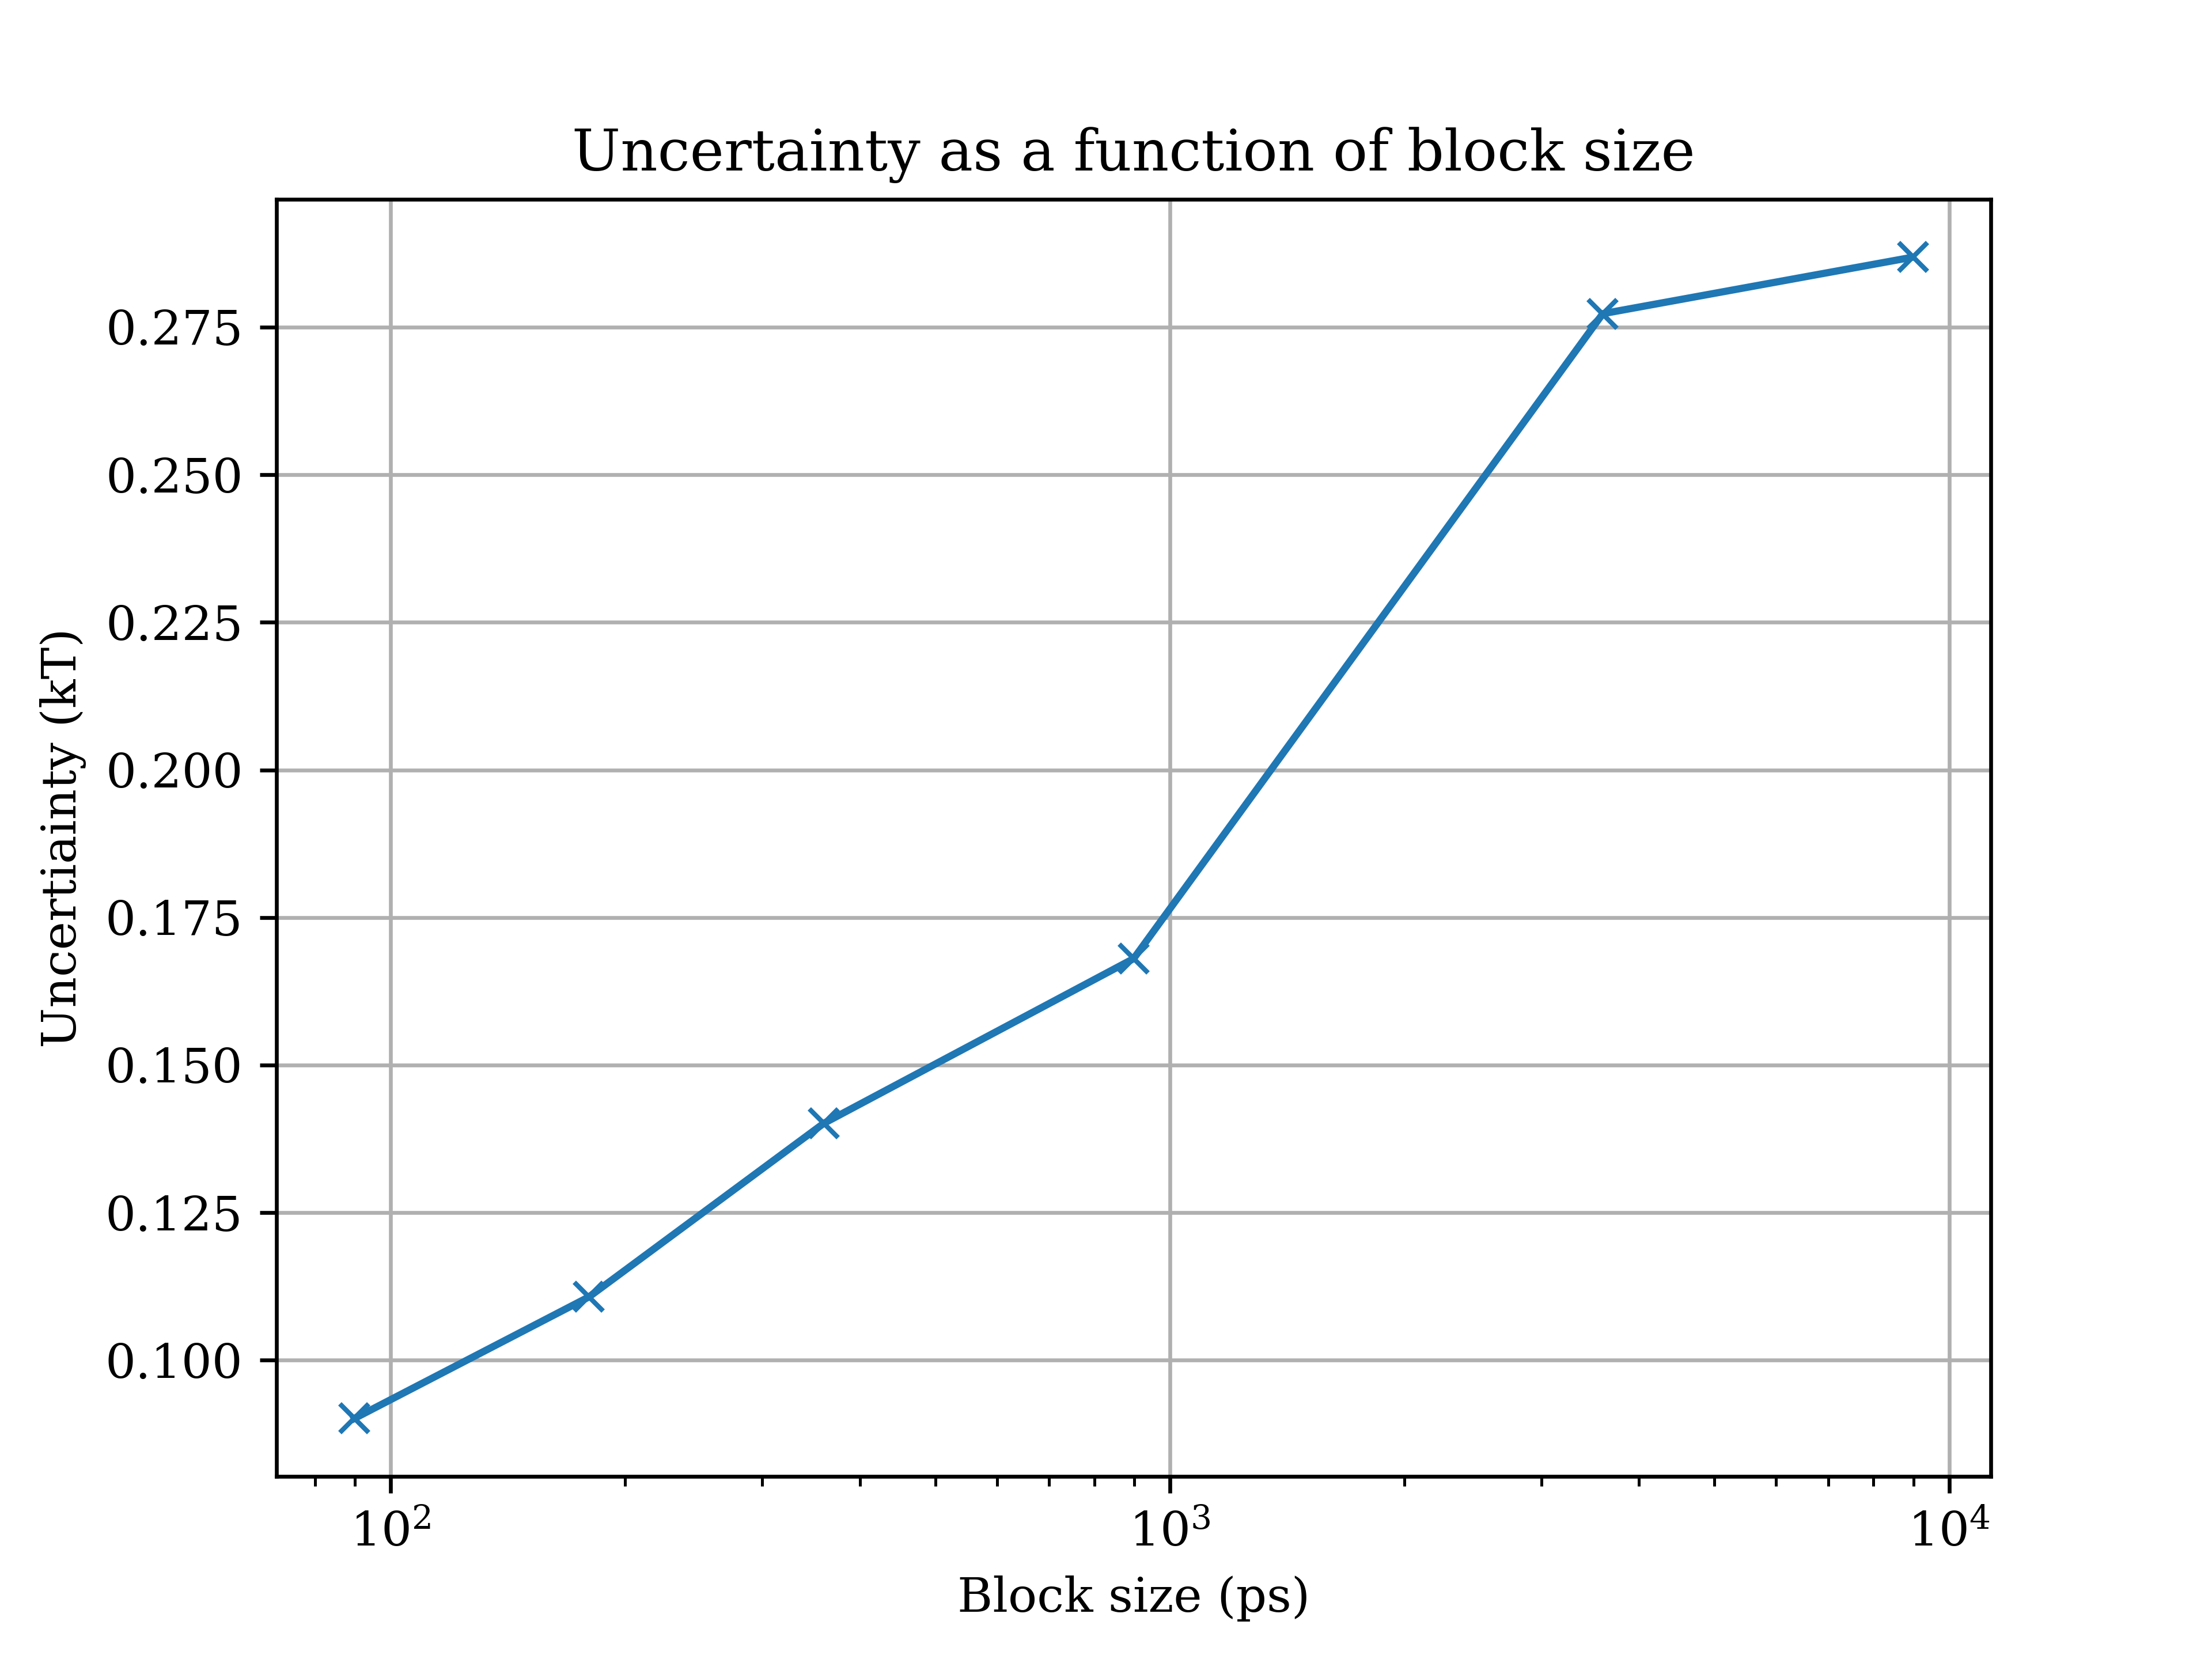 Uncertainty as a function of block size
0.275
0.250
0.225
0.200
0.175
0.150
0.125
0.100
Uncertiainty (kT)
10² 10³ 10⁴
Block size (ps)